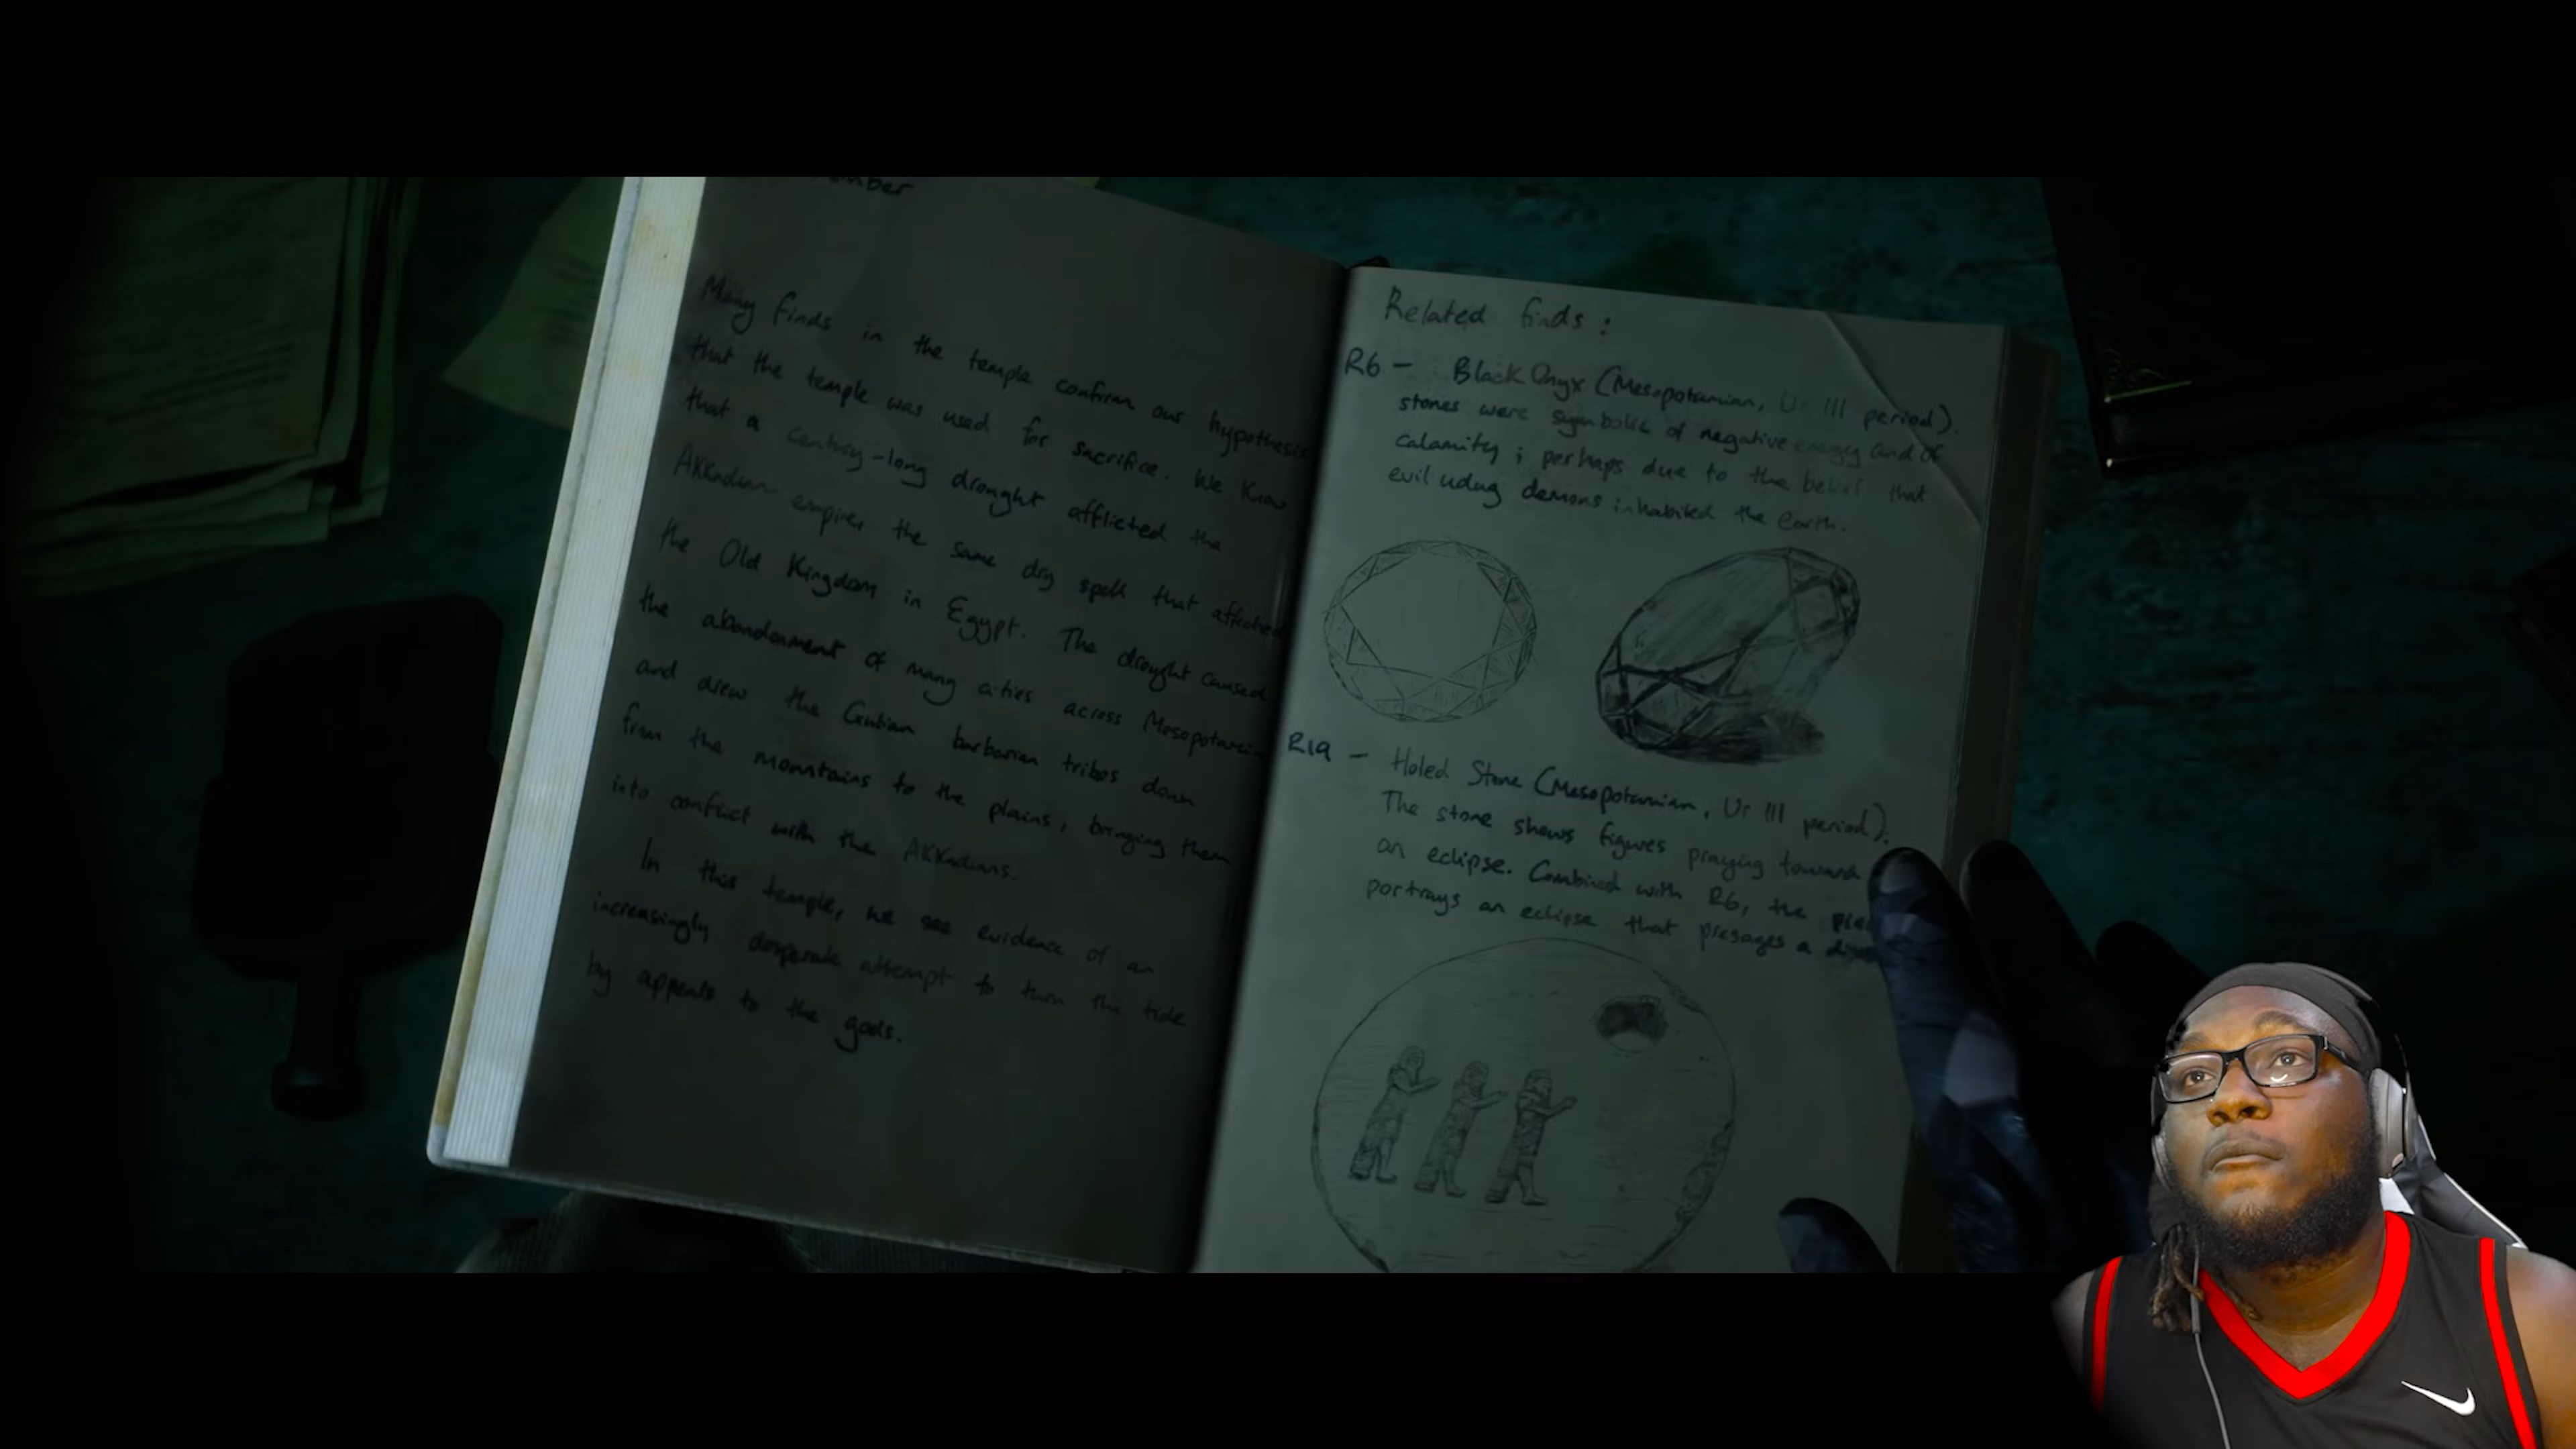 mber
Many finds in the temple confirm our hypothesis
that the temple was used for sacrifice. We know
that a century-long drought afflicted the
Akkadian empire, the same dry spell that affected
the Old Kingdom in Egypt. The drought caused
the abandonment of many cities across Mesopotamia
and drew the Gutian barbarian tribes down
from the mountains to the plains, bringing them
into conflict with the Akkadians.
In this temple, we see evidence of an
increasingly desperate attempt to turn the tide
by appeals to the gods.
Related finds:
R6 - Black Onyx (Mesopotamian, Ur III period).
stones were symbolic of negative energy and of
calamity; perhaps due to the belief that
evil udug demons inhabited the earth.
R19 - Holed Stone (Mesopotamian, Ur III period).
The stone shows figures praying toward
an eclipse. Combined with R6, the
portrays an eclipse that presages a